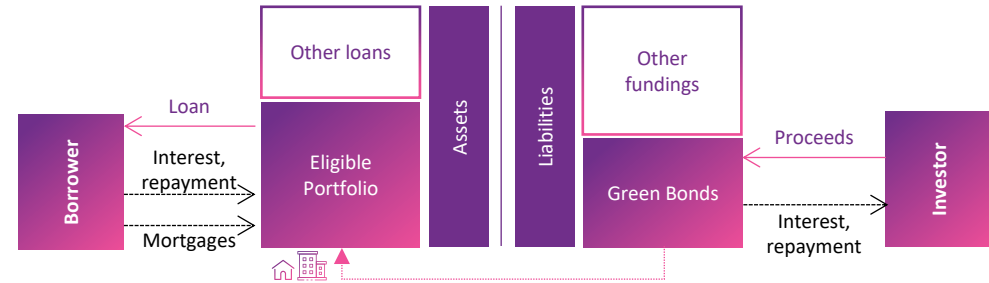 Borrower
Loan
Interest,
repayment
Mortgages
Other loans
Eligible
Portfolio
Assets
Liabilities
Other
fundings
Green Bonds
Proceeds
Interest,
repayment
Investor